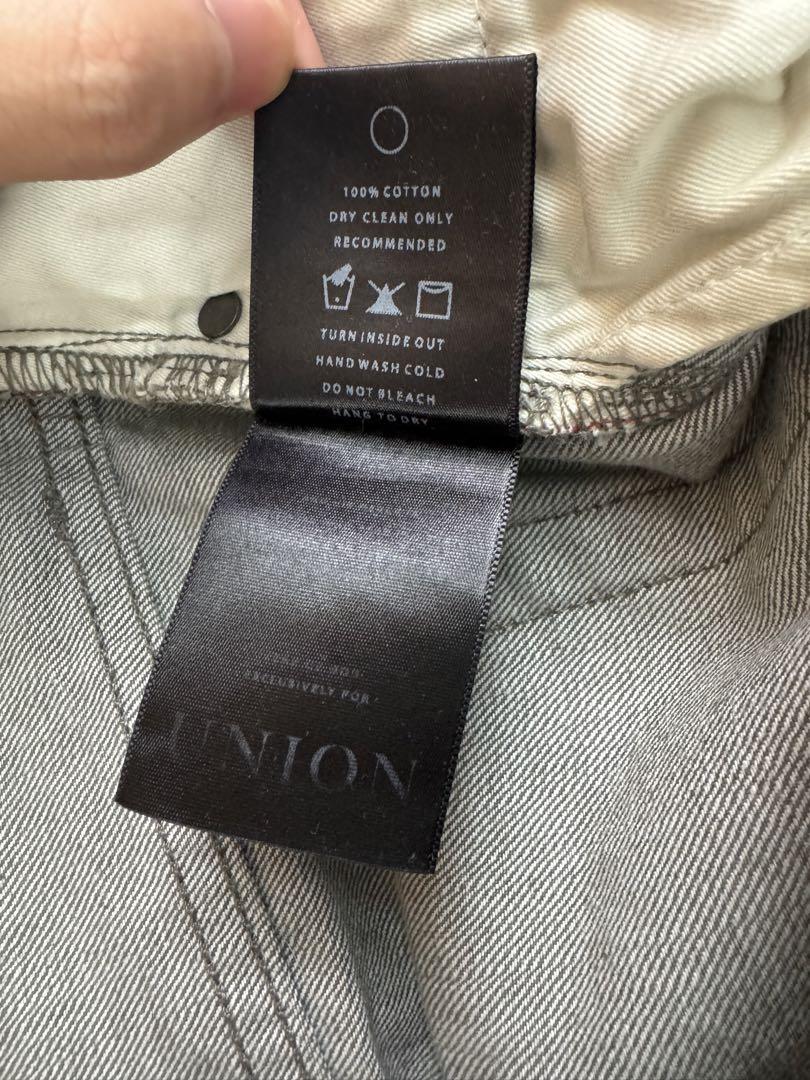 100% COTTON
DRY CLEAN ONLY
RECOMMENDED
TURN INSIDE OUT
HAND WASH COLD
DO NOT BLEACH
HANG TO DRY
EXCLUSIVELY FOR
UNION